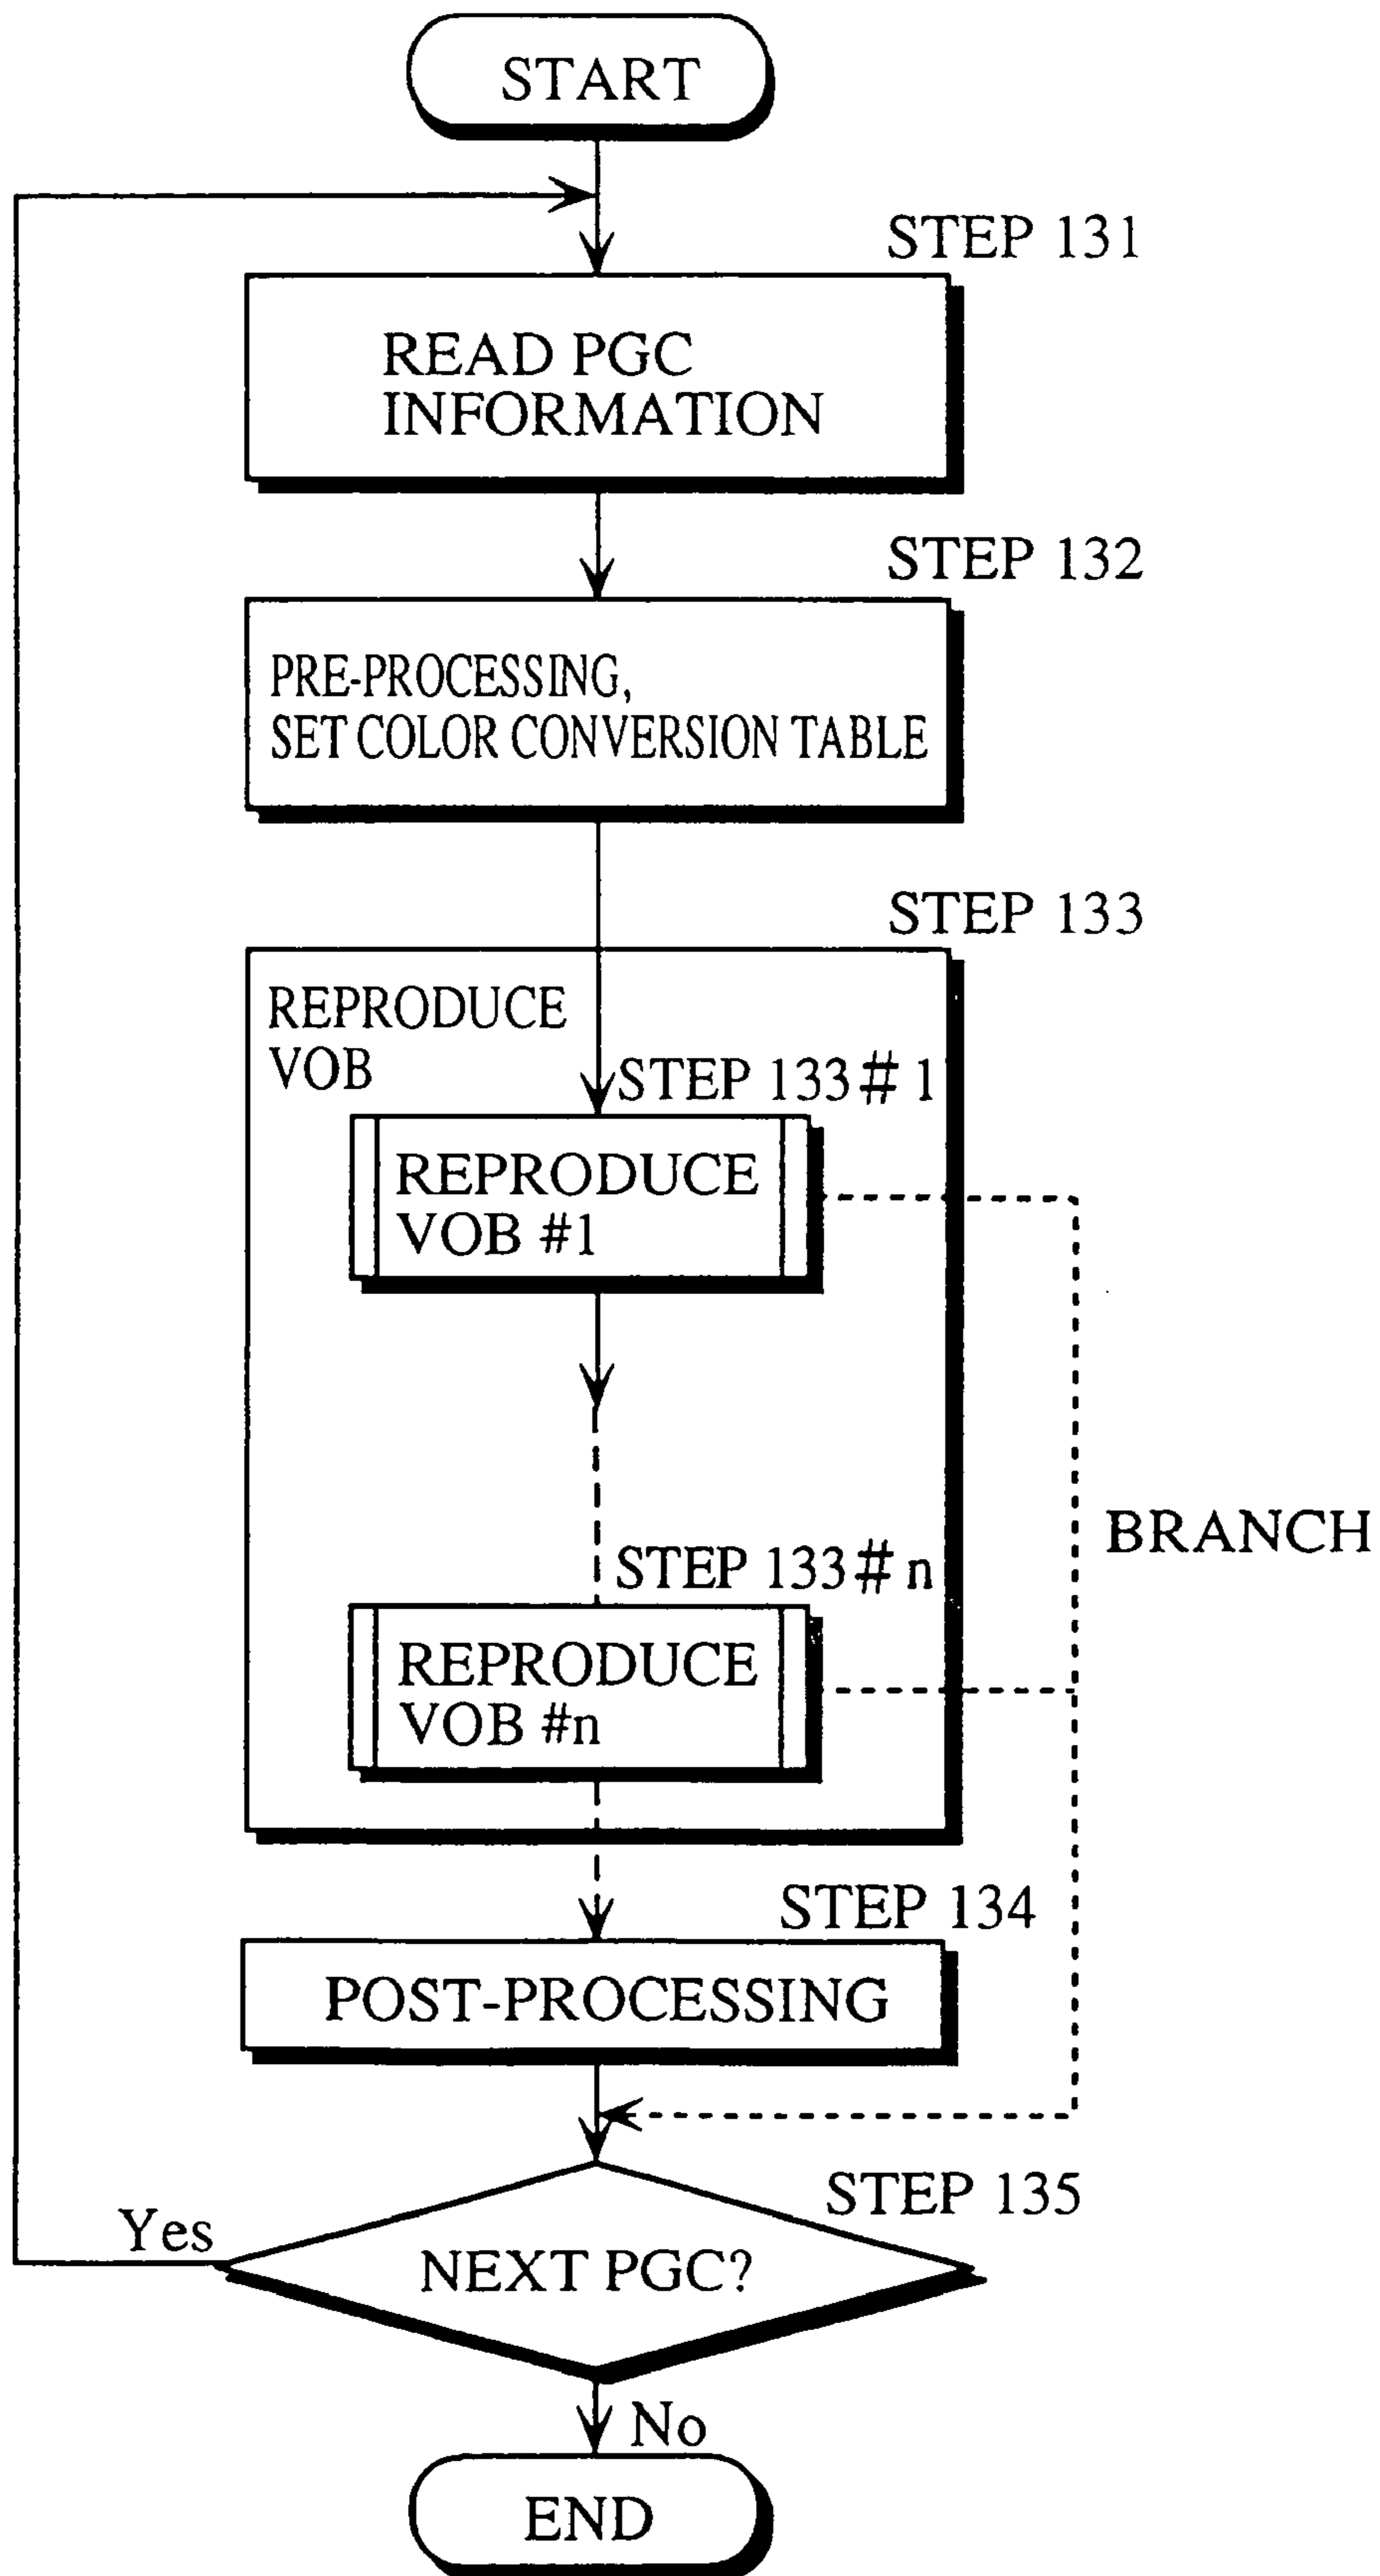 START
STEP 131
READ PGC
INFORMATION
STEP 132
PRE-PROCESSING,
SET COLOR CONVERSION TABLE
STEP 133
REPRODUCE
VOB
STEP 133# 1
REPRODUCE
VOB #1
BRANCH
STEP 133# n
REPRODUCE
VOB #n
STEP 134
POST-PROCESSING
STEP 135
Yes
NEXT PGC?
No
END